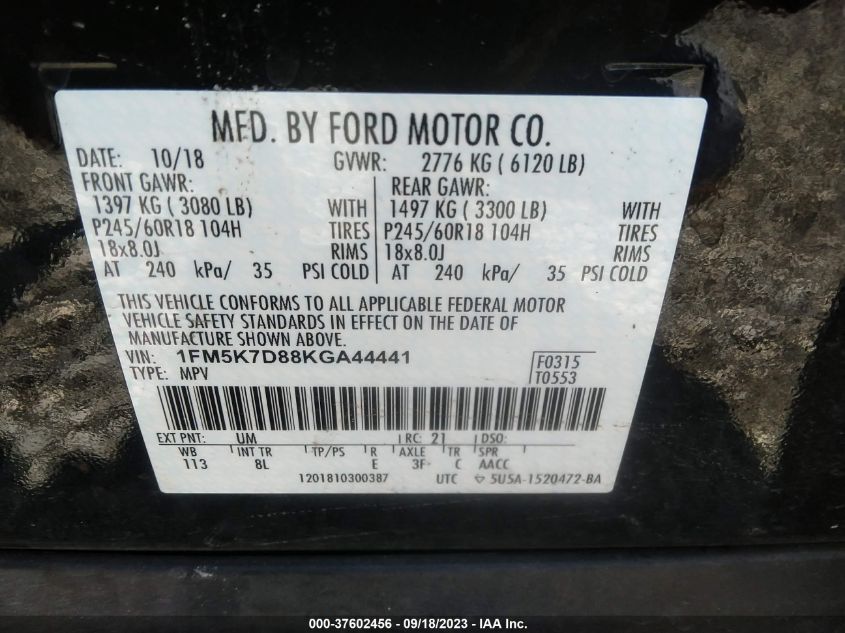 MFD. BY FORD MOTOR CO.
DATE: 10/18 GVWR: 2776 KG ( 6120 LB)
FRONT GAWR: REAR GAWR:
1397 KG ( 3080 LB) WITH 1497 KG ( 3300 LB) WITH
P245/60R18 104H TIRES P245/60R18 104H TIRES
18x8.0J RIMS 18x8.0J RIMS
AT 240 kPa/ 35 PSI COLD AT 240 kPa/ 35 PSI COLD
THIS VEHICLE CONFORMS TO ALL APPLICABLE FEDERAL MOTOR
VEHICLE SAFETY STANDARDS IN EFFECT ON THE DATE OF
MANUFACTURE SHOWN ABOVE.
VIN: 1FM5K7D88KGA44441 F0315
TYPE: MPV T0553
EXT PNT: UM RC: 21 DSO:
WB INT TR TP/PS R AXLE TR SPR
113 8L E 3F C AACC
1201810300387 UTC 5U5A-1520472-BA
000-37602456 - 09/18/2023 - IAAI Inc.